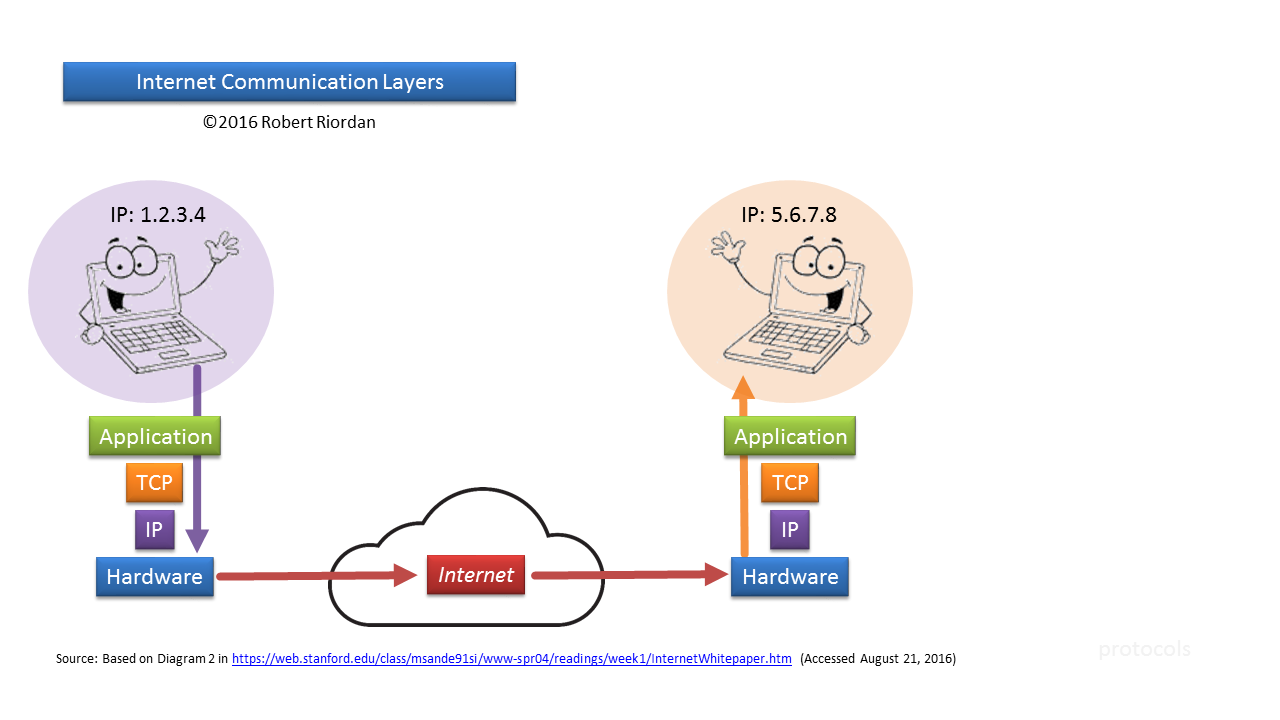 Internet Communication Layers
©2016 Robert Riordan
IP: 1.2.3.4
IP: 5.6.7.8
Application
TCP
IP
Hardware
Internet
Application
TCP
IP
Hardware
Source: Based on Diagram 2 in https://web.stanford.edu/class/msande91si/www-spr04/readings/week1/InternetWhitepaper.htm (Accessed August 21, 2016)
protocols